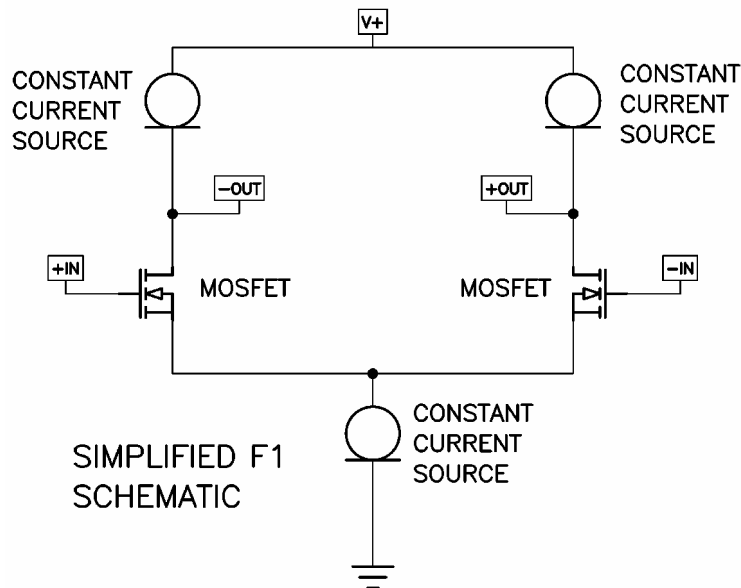 V+
CONSTANT
CURRENT
SOURCE
CONSTANT
CURRENT
SOURCE
-OUT
+OUT
+IN
MOSFET
MOSFET
-IN
CONSTANT
CURRENT
SOURCE
SIMPLIFIED F1
SCHEMATIC